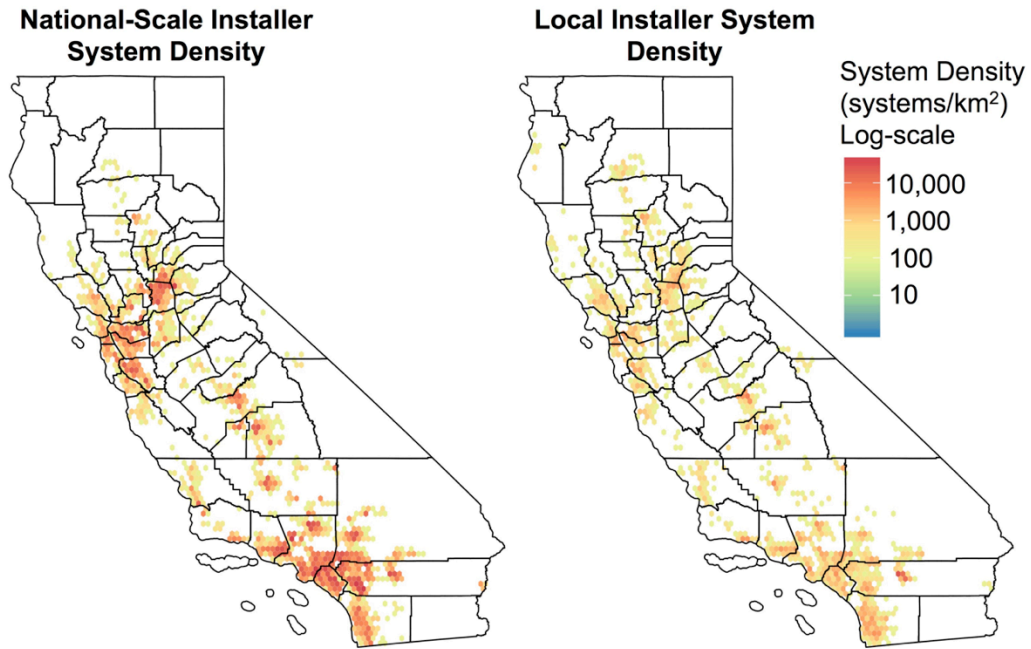 National-Scale Installer
System Density
Local Installer System
Density
System Density
(systems/km²)
Log-scale
10,000
1,000
100
10